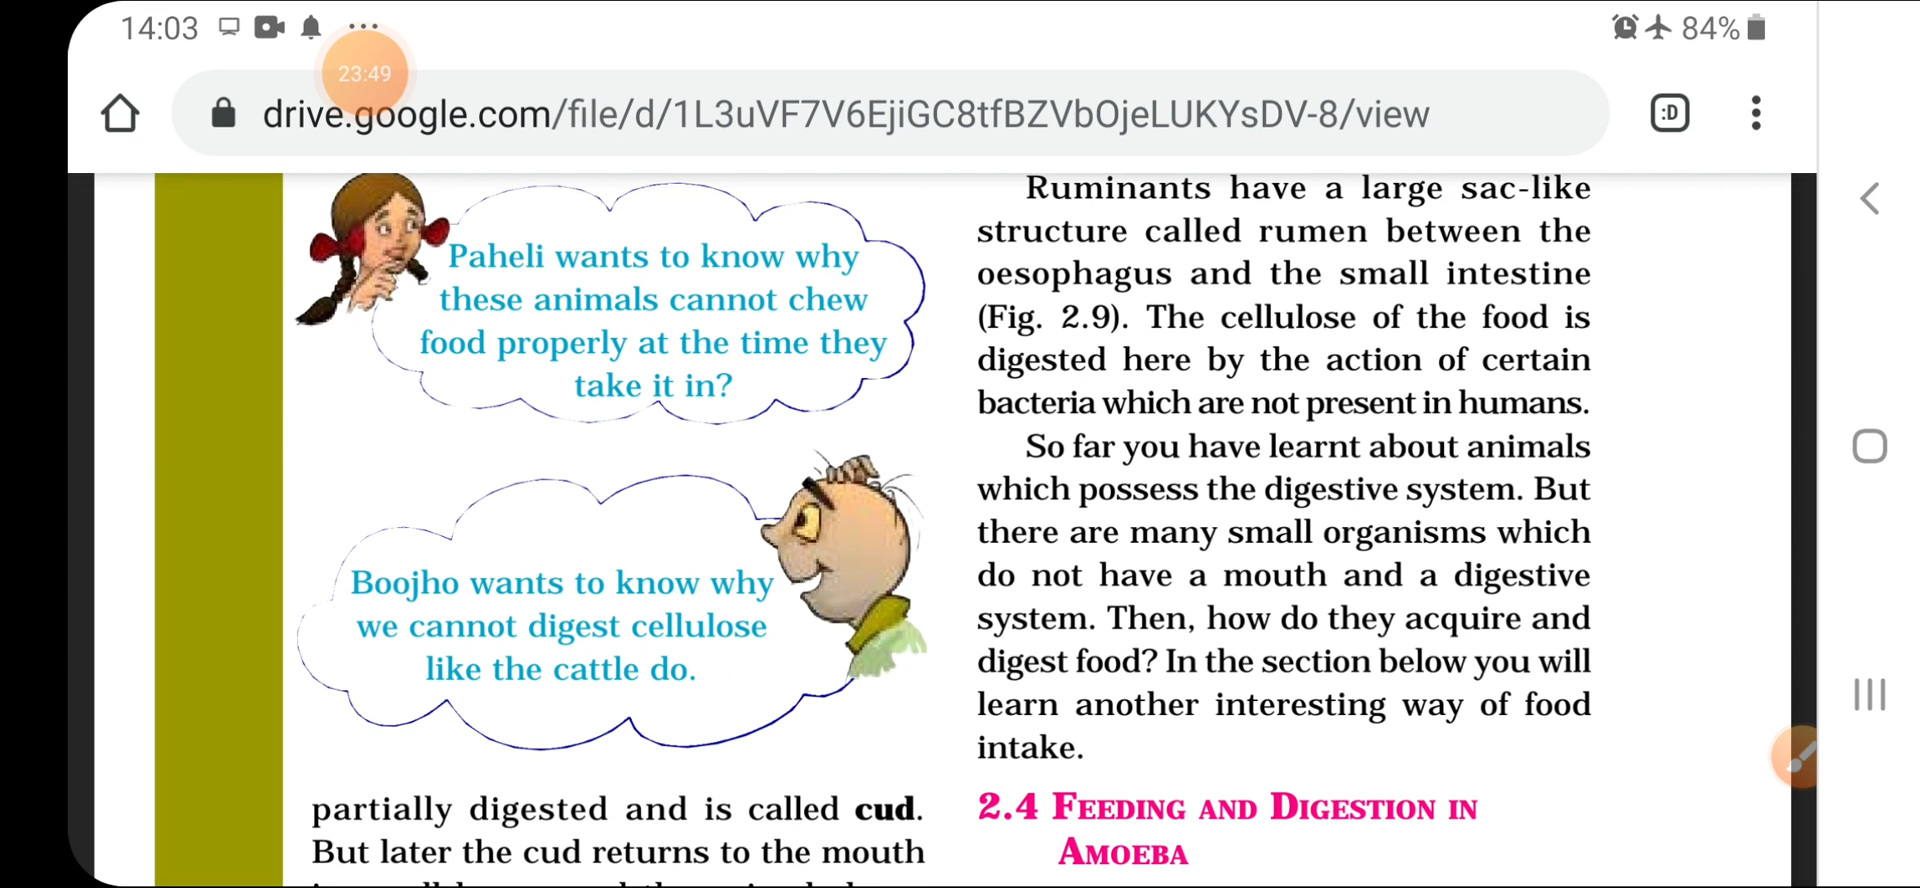 14:03
84%
23:49
drive.google.com/file/d/1L3uVF7V6EjiGC8tfBZVbOjeLUKYsDV-8/view
:D
Paheli wants to know why
these animals cannot chew
food properly at the time they
take it in?
Boojho wants to know why
we cannot digest cellulose
like the cattle do.
partially digested and is called cud.
But later the cud returns to the mouth
Ruminants have a large sac-like
structure called rumen between the
oesophagus and the small intestine
(Fig. 2.9). The cellulose of the food is
digested here by the action of certain
bacteria which are not present in humans.
So far you have learnt about animals
which possess the digestive system. But
there are many small organisms which
do not have a mouth and a digestive
system. Then, how do they acquire and
digest food? In the section below you will
learn another interesting way of food
intake.
2.4 FEEDING AND DIGESTION IN
AMOEBA